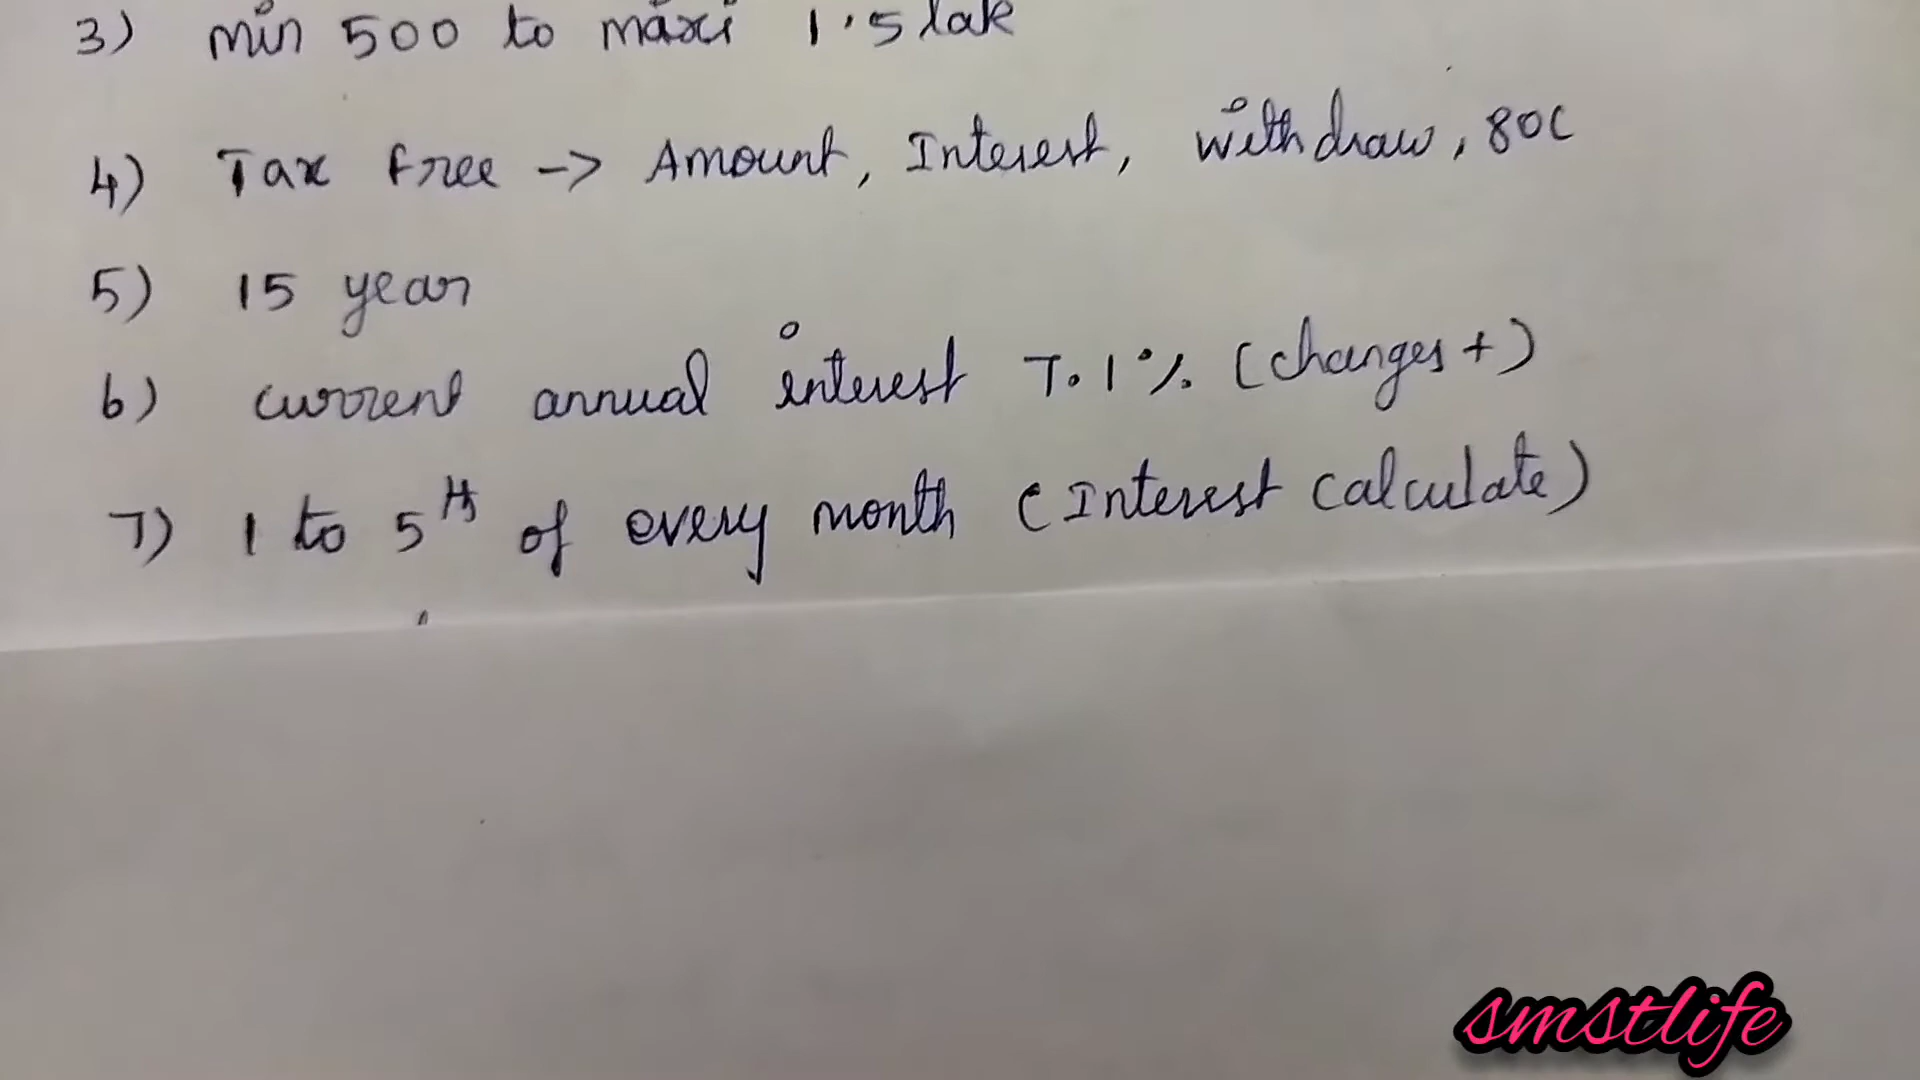 3) min 500 to maxi 1.5 lak
4) Tax free -> Amount, Interest, withdraw, 80C
5) 15 year
6) current annual interest 7.1% (changes +)
7) 1 to 5th of every month (Interest calculate)
smstlife